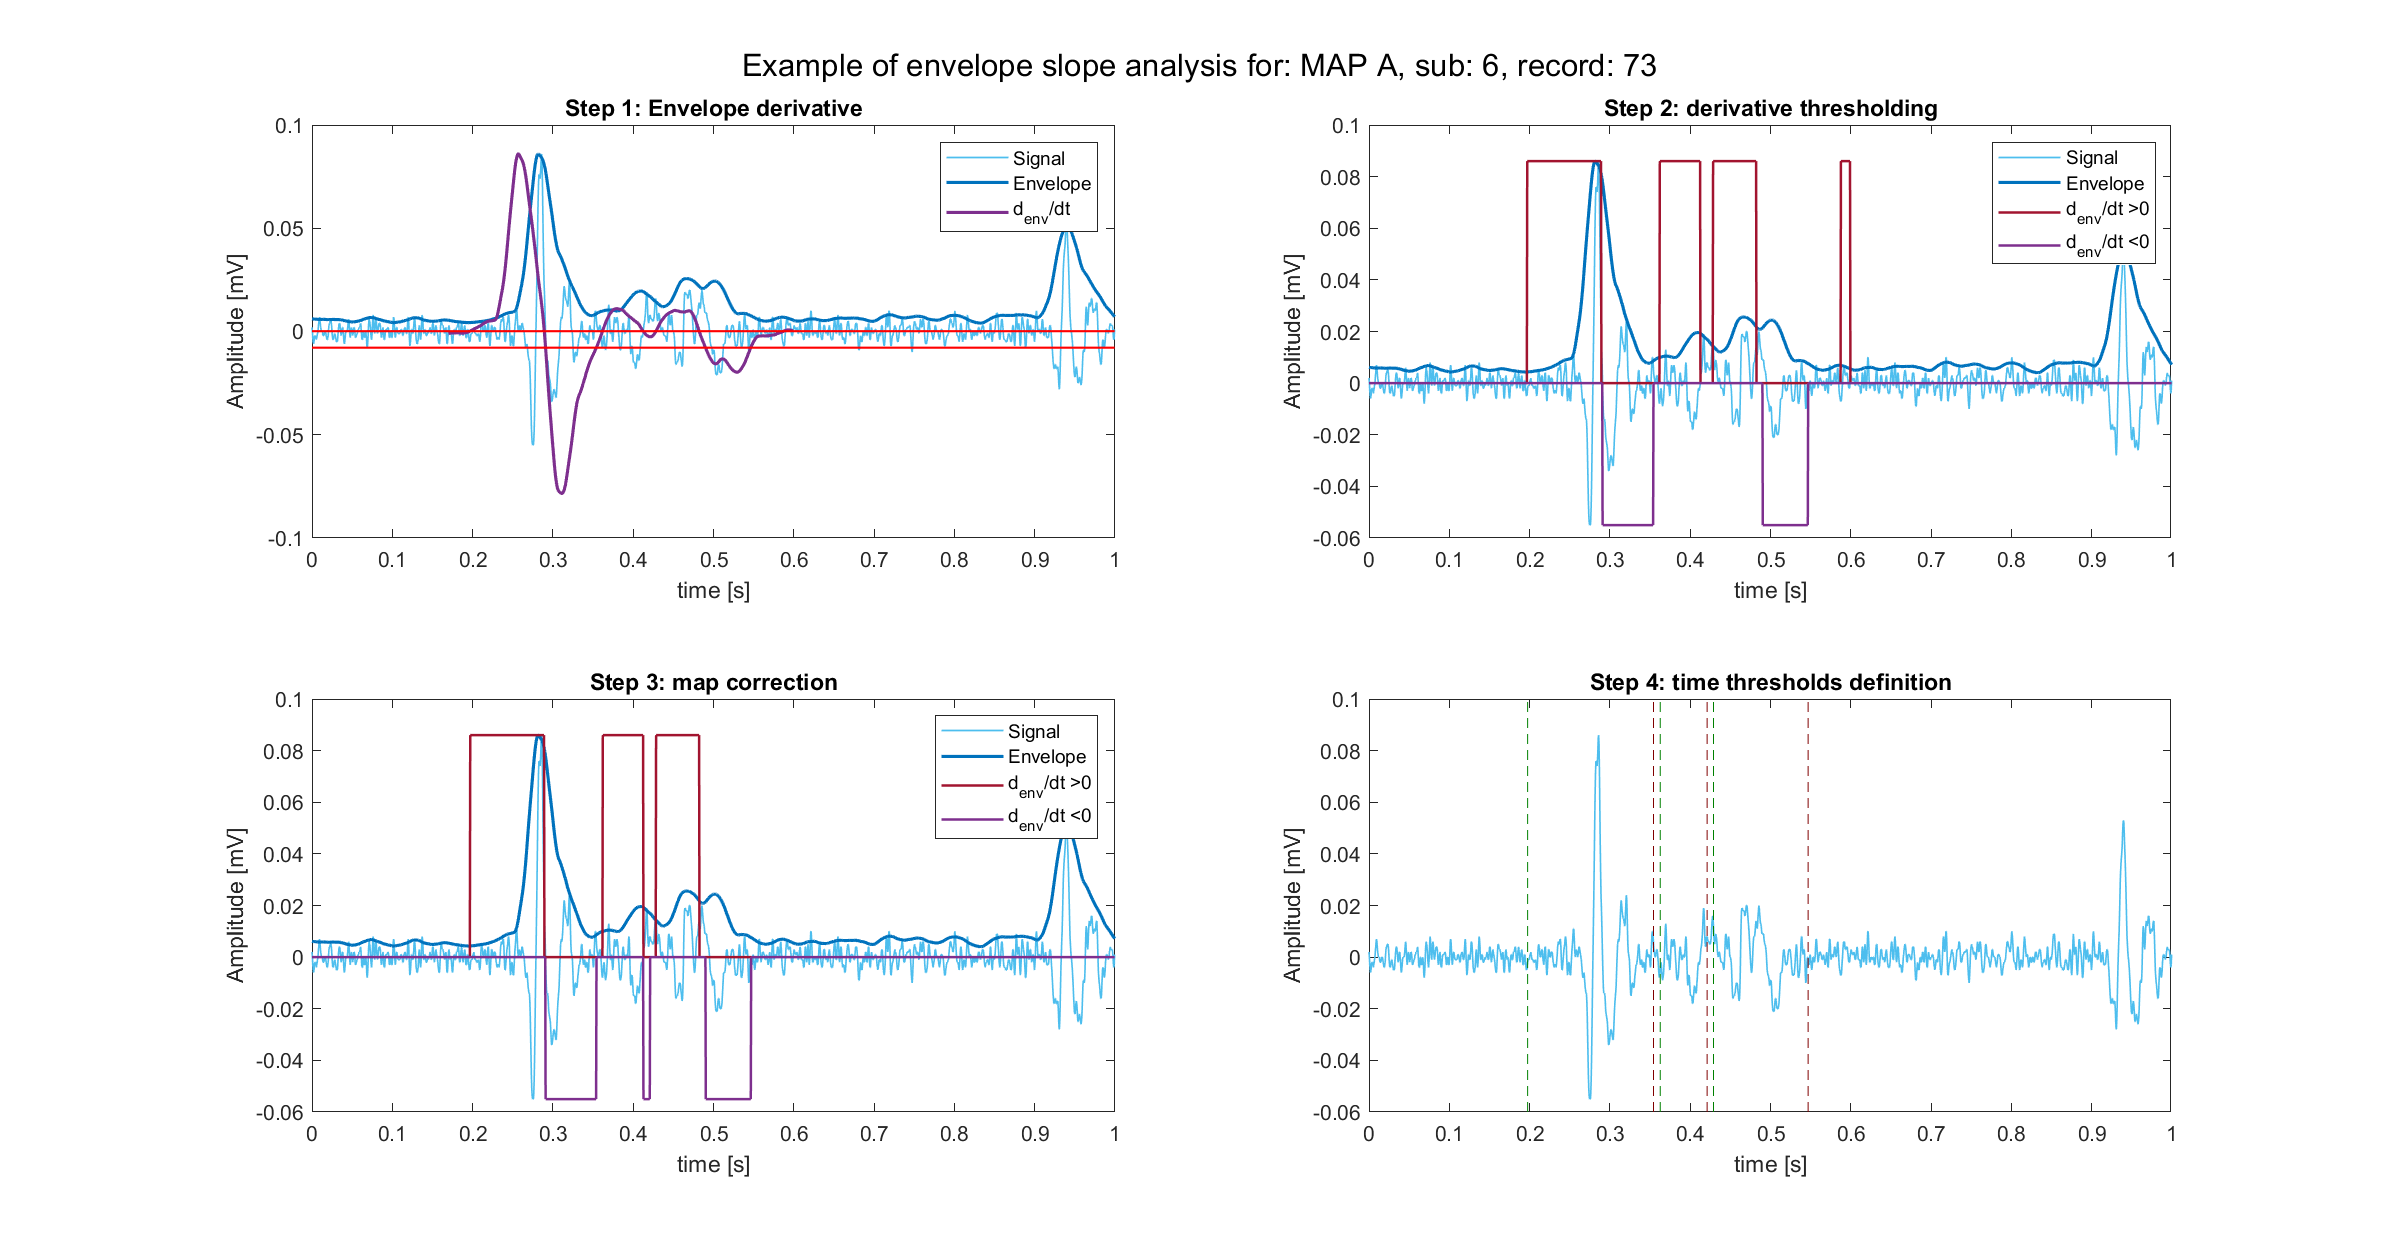 Example of envelope slope analysis for: MAP A, sub: 6, record: 73
Step 1: Envelope derivative
0.1
0.05
0
-0.05
-0.1
Amplitude [mV]
0 0.1 0.2 0.3 0.4 0.5 0.6 0.7 0.8 0.9 1
time [s]
Signal
Envelope
d_env/dt
Step 2: derivative thresholding
0.1
0.08
0.06
0.04
0.02
0
-0.02
-0.04
-0.06
Amplitude [mV]
0 0.1 0.2 0.3 0.4 0.5 0.6 0.7 0.8 0.9 1
time [s]
Signal
Envelope
d_env/dt >0
d_env/dt <0
Step 3: map correction
0.1
0.08
0.06
0.04
0.02
0
-0.02
-0.04
-0.06
Amplitude [mV]
0 0.1 0.2 0.3 0.4 0.5 0.6 0.7 0.8 0.9 1
time [s]
Signal
Envelope
d_env/dt >0
d_env/dt <0
Step 4: time thresholds definition
0.1
0.08
0.06
0.04
0.02
0
-0.02
-0.04
-0.06
Amplitude [mV]
0 0.1 0.2 0.3 0.4 0.5 0.6 0.7 0.8 0.9 1
time [s]